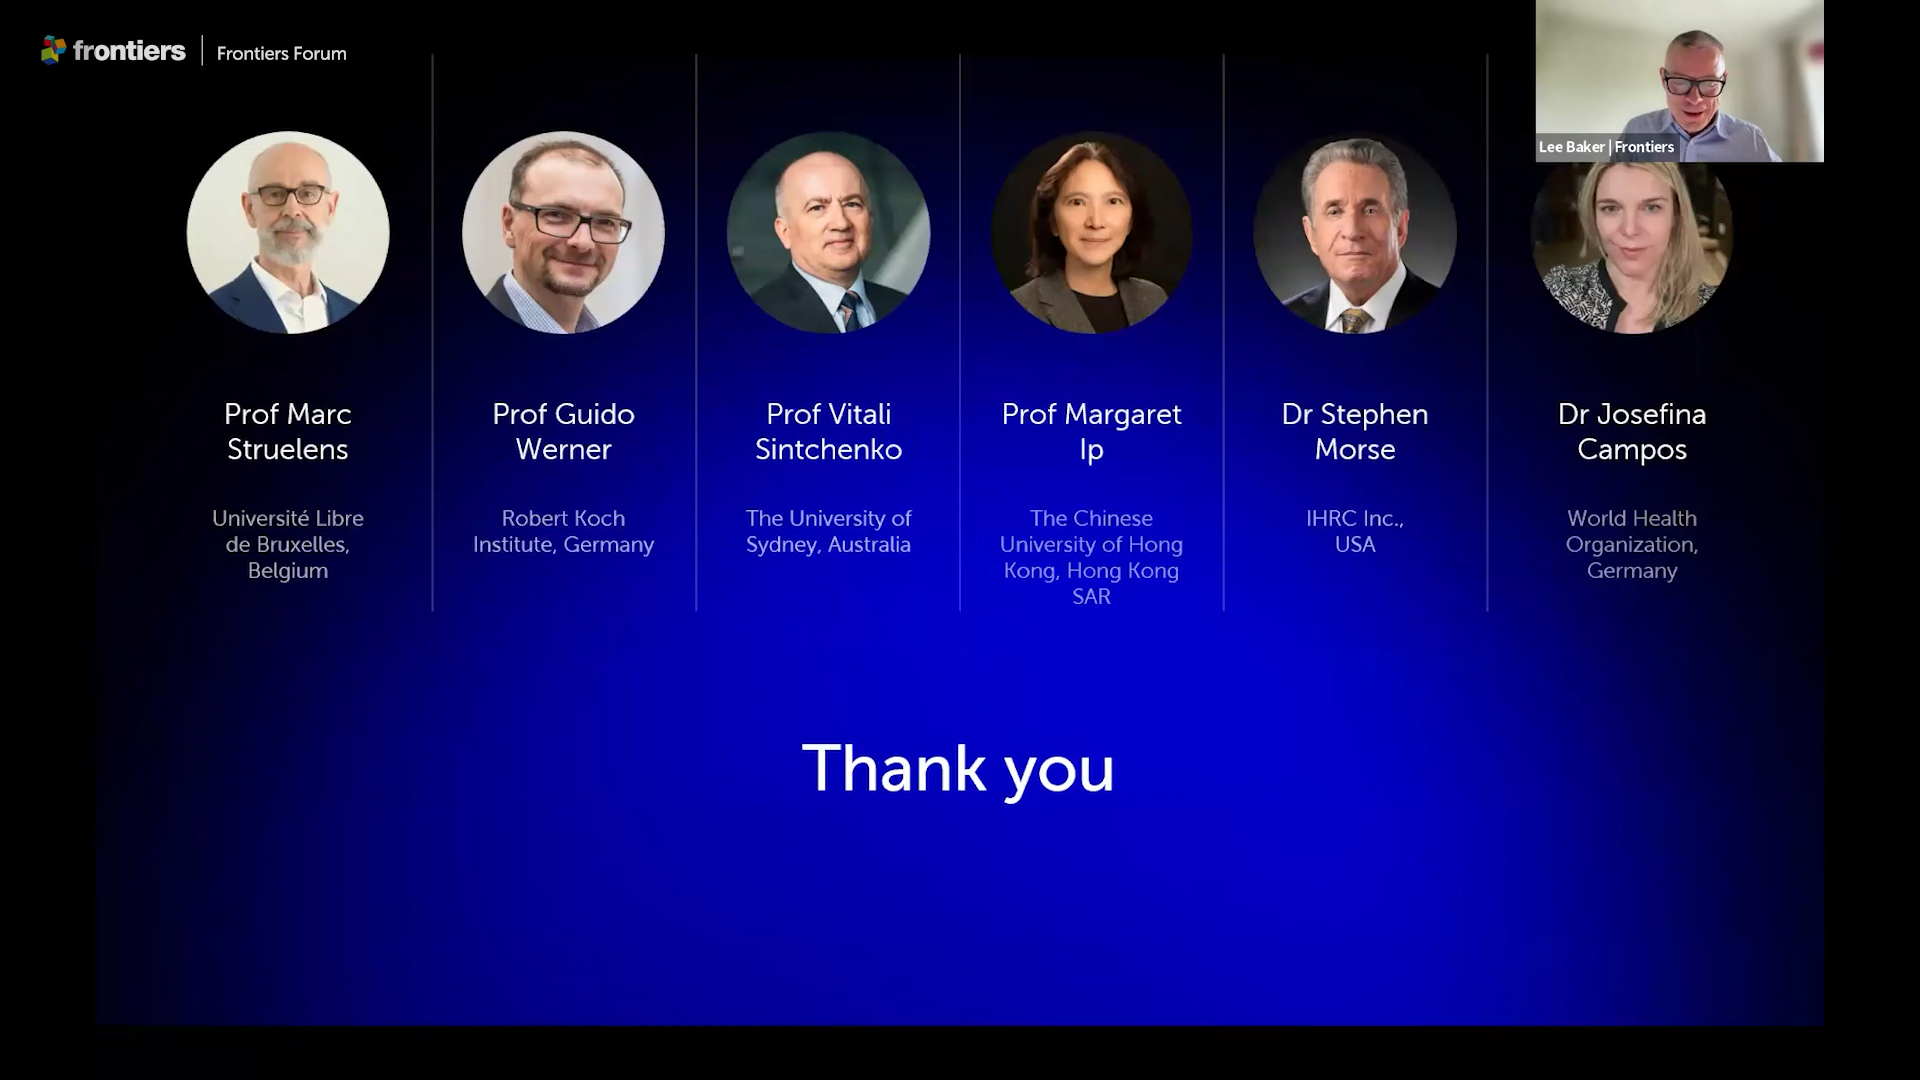 frontiers | Frontiers Forum
Lee Baker | Frontiers
Prof Marc
Struelens
Université Libre
de Bruxelles,
Belgium
Prof Guido
Werner
Robert Koch
Institute, Germany
Prof Vitali
Sintchenko
The University of
Sydney, Australia
Prof Margaret
Ip
The Chinese
University of Hong
Kong, Hong Kong
SAR
Dr Stephen
Morse
IHRC Inc.,
USA
Dr Josefina
Campos
World Health
Organization,
Germany
Thank you